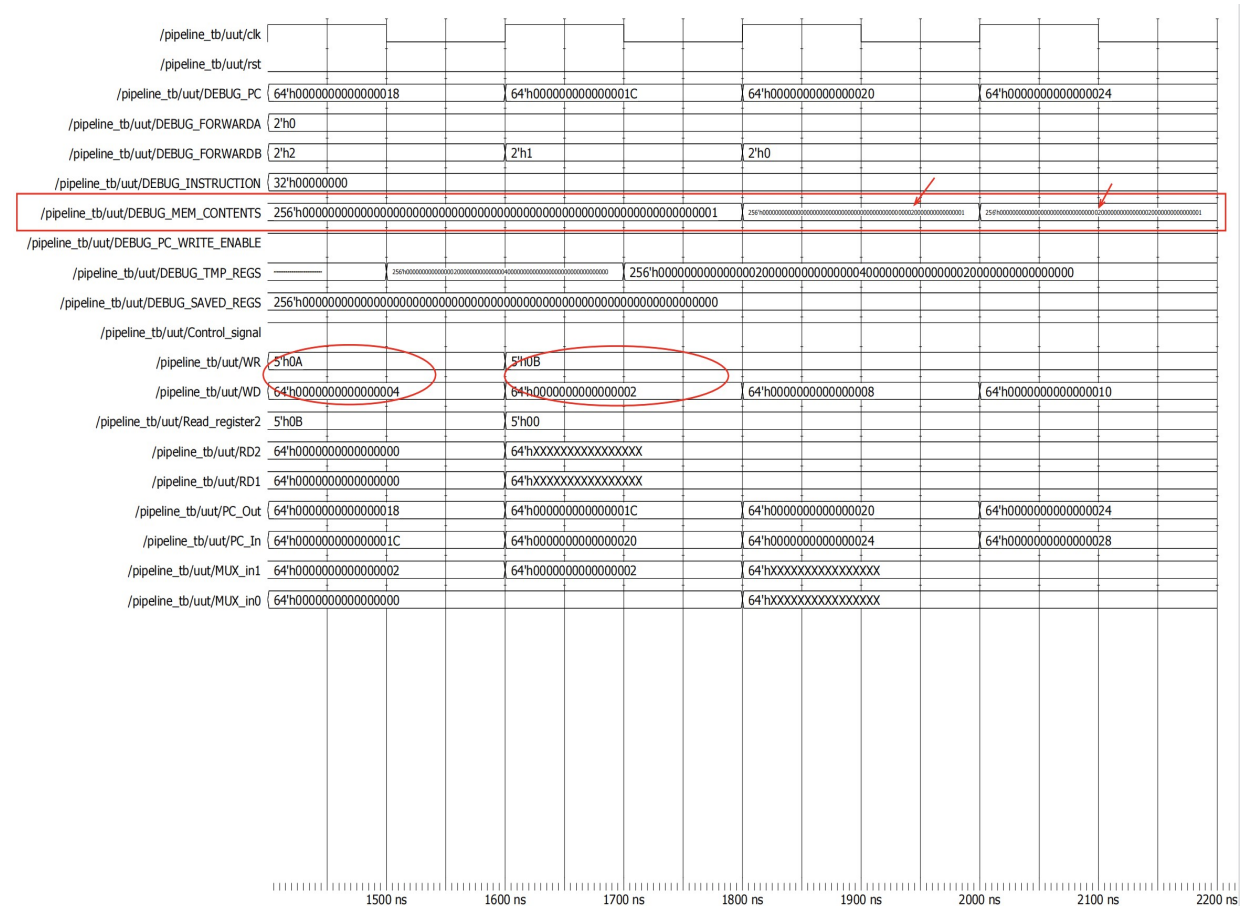 /pipeline_tb/uut/clk
/pipeline_tb/uut/rst
/pipeline_tb/uut/DEBUG_PC 64'h0000000000000018 64'h000000000000001C 64'h0000000000000020 64'h0000000000000024
/pipeline_tb/uut/DEBUG_FORWARDA 2'h0
/pipeline_tb/uut/DEBUG_FORWARDB 2'h2 2'h1 2'h0
/pipeline_tb/uut/DEBUG_INSTRUCTION 32'h00000000
/pipeline_tb/uut/DEBUG_MEM_CONTENTS 256'h0000000000000000000000000000000000000000000000000000000000000001 256'h0000000000000000000000000000000000000000000000020000000000000001 256'h0000000000000000000000000000000200000000000000020000000000000001
/pipeline_tb/uut/DEBUG_PC_WRITE_ENABLE
/pipeline_tb/uut/DEBUG_TMP_REGS 256'h0000000000000002000000000000000400000000000000000000000000000000 256'h0000000000000002000000000000000400000000000000020000000000000000
/pipeline_tb/uut/DEBUG_SAVED_REGS 256'h0000000000000000000000000000000000000000000000000000000000000000
/pipeline_tb/uut/Control_signal
/pipeline_tb/uut/WR 5'h0A 5'h0B
/pipeline_tb/uut/WD 64'h0000000000000004 64'h0000000000000002 64'h0000000000000008 64'h0000000000000010
/pipeline_tb/uut/Read_register2 5'h0B 5'h00
/pipeline_tb/uut/RD2 64'h0000000000000000 64'hXXXXXXXXXXXXXXXX
/pipeline_tb/uut/RD1 64'h0000000000000000 64'hXXXXXXXXXXXXXXXX
/pipeline_tb/uut/PC_Out 64'h0000000000000018 64'h000000000000001C 64'h0000000000000020 64'h0000000000000024
/pipeline_tb/uut/PC_In 64'h000000000000001C 64'h0000000000000020 64'h0000000000000024 64'h0000000000000028
/pipeline_tb/uut/MUX_in1 64'h0000000000000002 64'h0000000000000002 64'hXXXXXXXXXXXXXXXX
/pipeline_tb/uut/MUX_in0 64'h0000000000000000 64'hXXXXXXXXXXXXXXXX
1500 ns 1600 ns 1700 ns 1800 ns 1900 ns 2000 ns 2100 ns 2200 ns